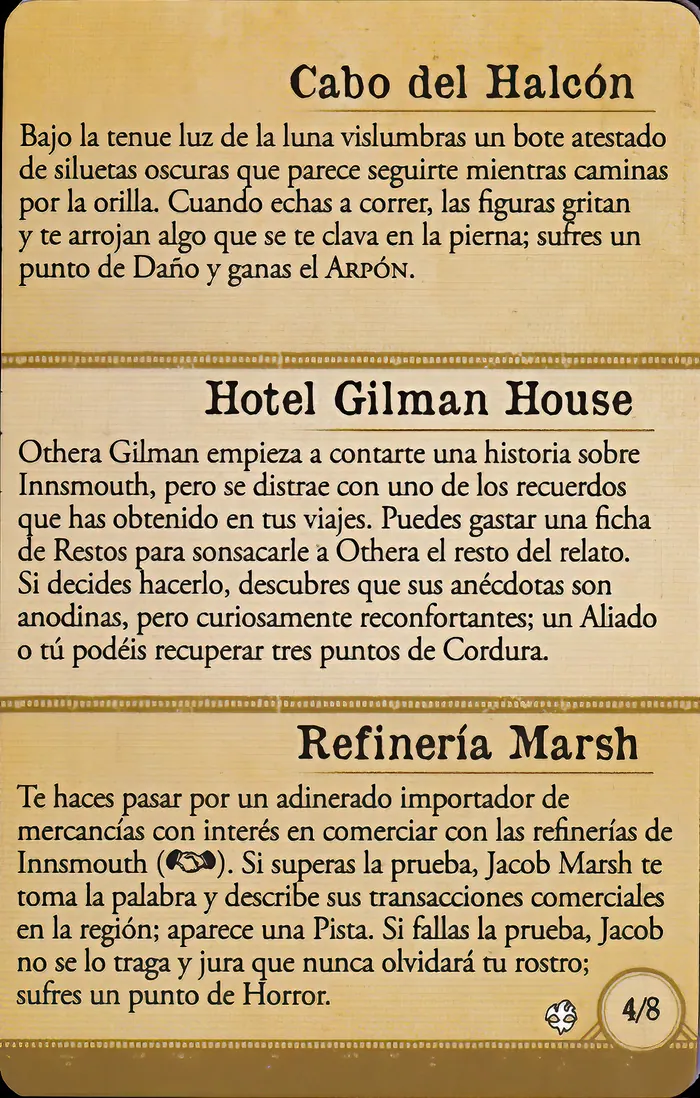 Cabo del Halcón
Bajo la tenue luz de la luna vislumbras un bote atestado
de siluetas oscuras que parece seguirte mientras caminas
por la orilla. Cuando echas a correr, las figuras gritan
y te arrojan algo que se te clava en la pierna; sufres un
punto de Daño y ganas el ARPÓN.
Hotel Gilman House
Othera Gilman empieza a contarte una historia sobre
Innsmouth, pero se distrae con uno de los recuerdos
que has obtenido en tus viajes. Puedes gastar una ficha
de Restos para sonsacarle a Othera el resto del relato.
Si decides hacerlo, descubres que sus anécdotas son
anodinas, pero curiosamente reconfortantes; un Aliado
o tú podéis recuperar tres puntos de Cordura.
Refinería Marsh
Te haces pasar por un adinerado importador de
mercancías con interés en comerciar con las refinerías de
Innsmouth (). Si superas la prueba, Jacob Marsh te
toma la palabra y describe sus transacciones comerciales
en la región; aparece una Pista. Si fallas la prueba, Jacob
no se lo traga y jura que nunca olvidará tu rostro;
sufres un punto de Horror.
4/8